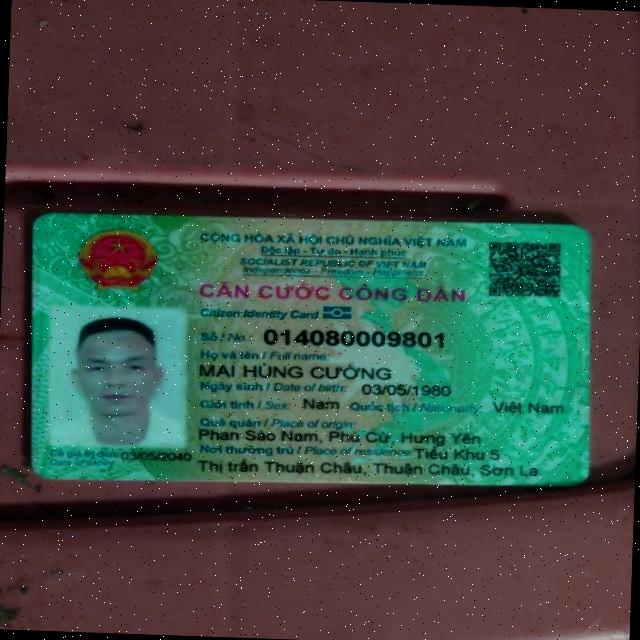 CỘNG HÒA XÃ HỘI CHỦ NGHĨA VIỆT NAM
Độc lập - Tự do - Hạnh phúc
SOCIALIST REPUBLIC OF VIET NAM
Independence - Freedom - Happiness
CĂN CƯỚC CÔNG DÂN
Citizen Identity Card
Số / No.: 014080009801
Họ và tên / Full name:
MAI HÙNG CƯỜNG
Ngày sinh / Date of birth: 03/05/1980
Giới tính / Sex: Nam Quốc tịch / Nationality: Việt Nam
Quê quán / Place of origin:
Phan Sào Nam, Phù Cừ, Hưng Yên
Nơi thường trú / Place of residence: Tiểu Khu 5
Thị trấn Thuận Châu, Thuận Châu, Sơn La
Có giá trị đến: 03/05/2040